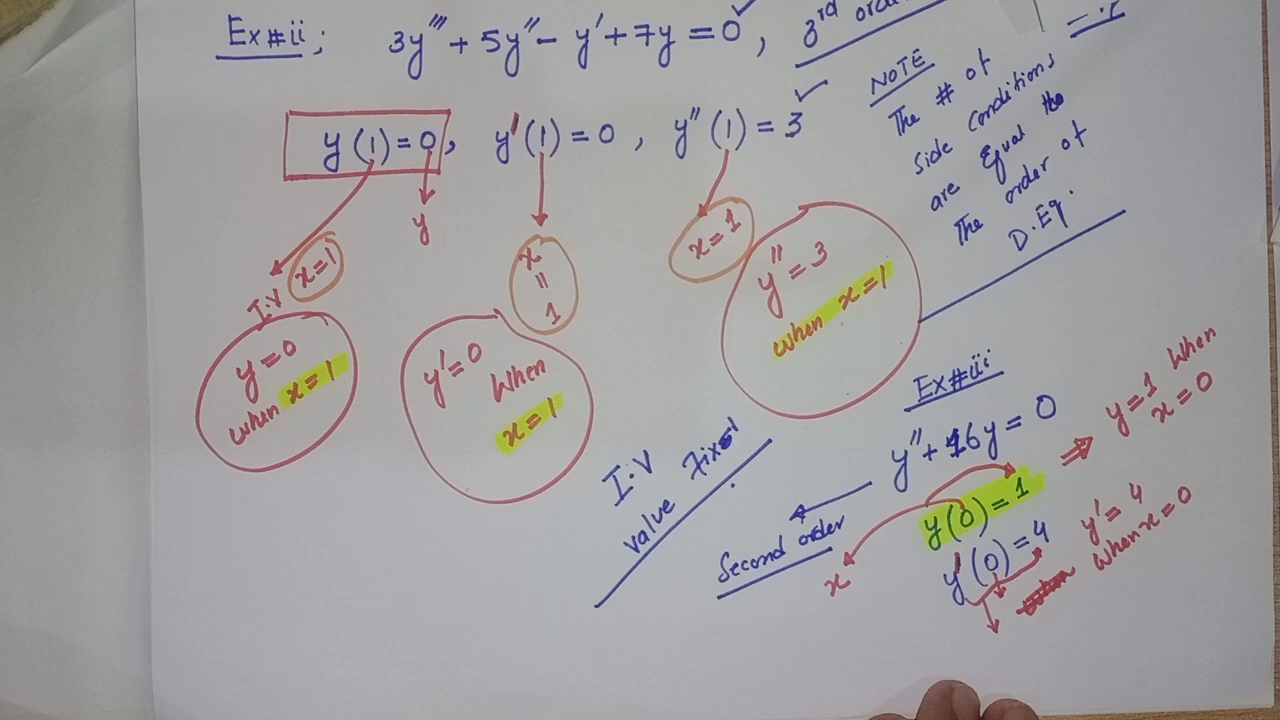 Ex#ii; 3y''' + 5y'' - y' + 7y = 0, 3rd
y(1) = 0, y'(1) = 0, y''(1) = 3
y
x=1
x
"
1
x=1
I.V
y=0
when x=1
y'=0 When
x=1
y''=3
when x=1
NOTE
The # of
side conditions
are Equal the
The order of
D.Eq.
I.V
value Fixed
Ex#iii
y'' + 16y = 0
y(0) = 1
y'(0) = 4
Second order
x
y=1 When
x=0
y'=4
When x=0